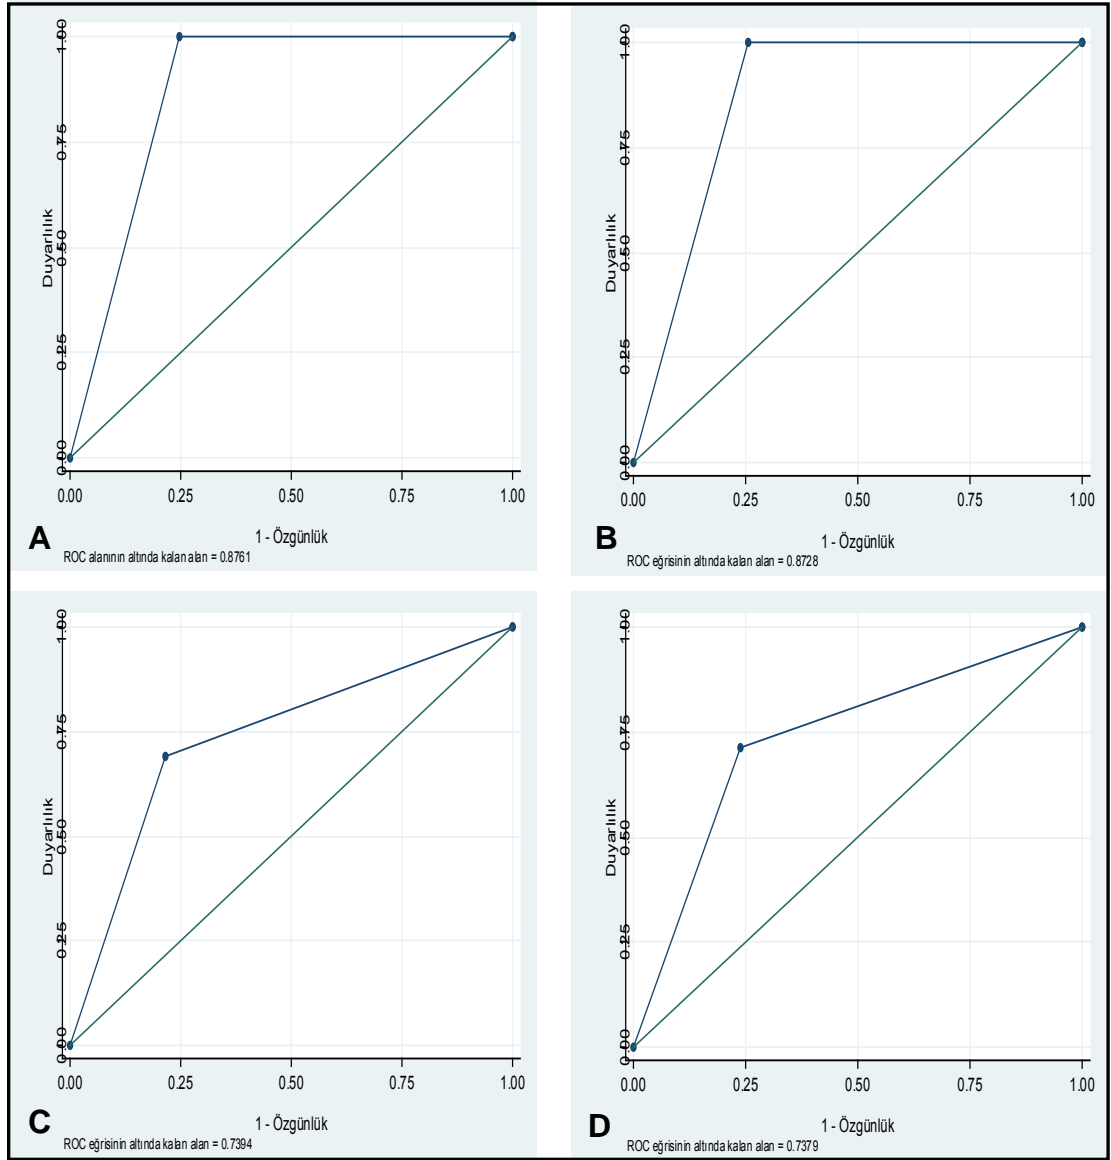 1.00
0.75
0.50
0.25
0.00
Duyarlılık
0.00 0.25 0.50 0.75 1.00
1 - Özgünlük
A
ROC alanının altında kalan alan = 0.8761
1.00
0.75
0.50
0.25
0.00
Duyarlılık
0.00 0.25 0.50 0.75 1.00
1 - Özgünlük
B
ROC eğrisinin altında kalan alan = 0.8728
1.00
0.75
0.50
0.25
0.00
Duyarlılık
0.00 0.25 0.50 0.75 1.00
1 - Özgünlük
C
ROC eğrisinin altında kalan alan = 0.7394
1.00
0.75
0.50
0.25
0.00
Duyarlılık
0.00 0.25 0.50 0.75 1.00
1 - Özgünlük
D
ROC eğrisinin altında kalan alan = 0.7379